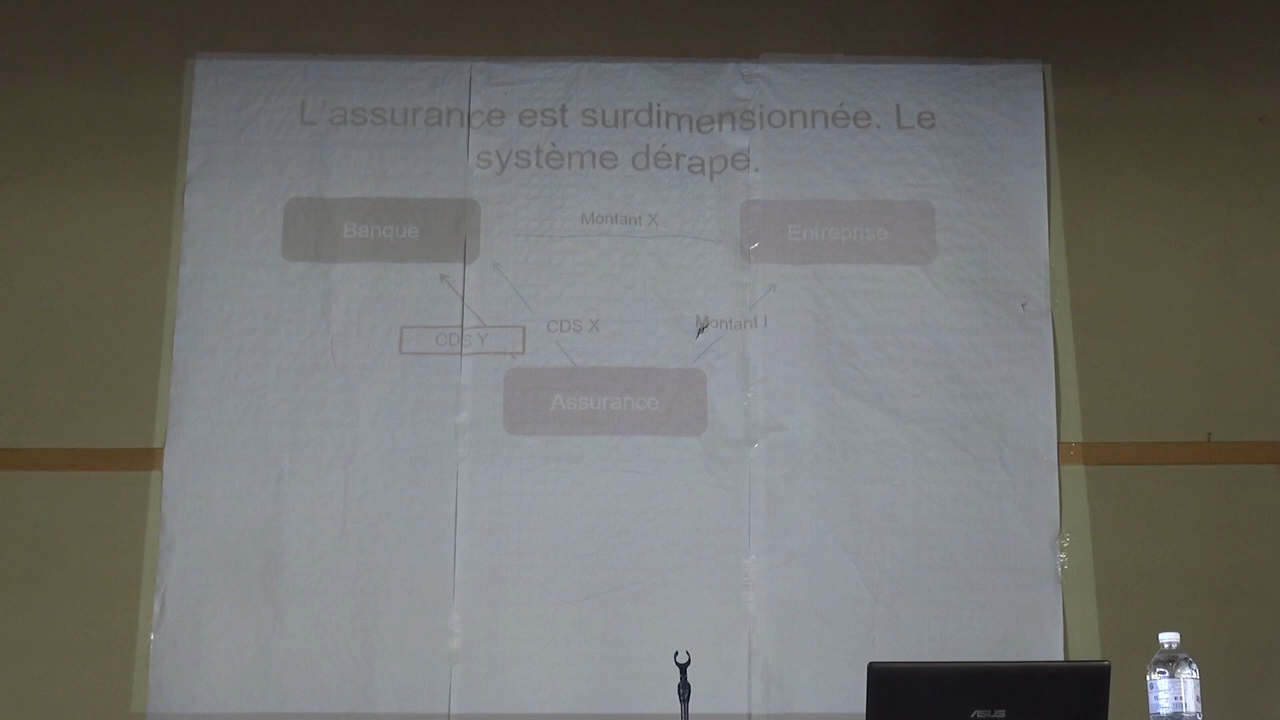 L'assurance est surdimensionnée. Le
système dérape.
Banque
Montant X
Entreprise
CDS Y
CDS X
Montant I
Assurance
ASUS